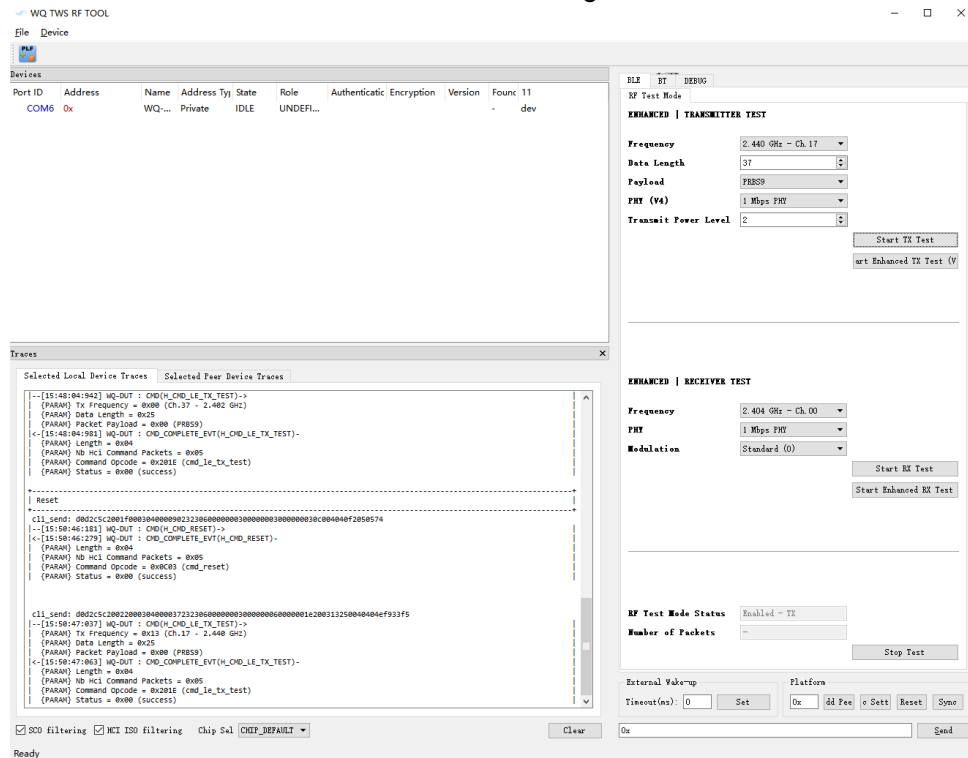 WQ TWS RF TOOL
File Device
PLF
Devices
Port ID Address Name Address Ty State Role Authenticatic Encryption Version Founc 11
COM6 0x WQ-... Private IDLE UNDEFI... - dev
Traces
Selected Local Device Traces Selected Peer Device Traces
|--[15:48:04:942] WQ-DUT : CMD(H_CMD_LE_TX_TEST)->
| {PARAM} Tx Frequency = 0x00 (Ch.37 - 2.402 GHz)
| {PARAM} Data Length = 0x25
| {PARAM} Packet Payload = 0x00 (PRBS9)
|<-[15:48:04:981] WQ-DUT : CMD_COMPLETE_EVT(H_CMD_LE_TX_TEST)-
| {PARAM} Length = 0x04
| {PARAM} Nb Hci Command Packets = 0x05
| {PARAM} Command Opcode = 0x201E (cmd_le_tx_test)
| {PARAM} Status = 0x00 (success)
| Reset
|--[15:50:46:181] WQ-DUT : CMD(H_CMD_RESET)->
|<-[15:50:46:279] WQ-DUT : CMD_COMPLETE_EVT(H_CMD_RESET)-
| {PARAM} Length = 0x04
| {PARAM} Nb Hci Command Packets = 0x05
| {PARAM} Command Opcode = 0x0C03 (cmd_reset)
| {PARAM} Status = 0x00 (success)
|--[15:50:47:037] WQ-DUT : CMD(H_CMD_LE_TX_TEST)->
| {PARAM} Tx Frequency = 0x13 (Ch.17 - 2.440 GHz)
| {PARAM} Data Length = 0x25
| {PARAM} Packet Payload = 0x00 (PRBS9)
|<-[15:50:47:063] WQ-DUT : CMD_COMPLETE_EVT(H_CMD_LE_TX_TEST)-
| {PARAM} Length = 0x04
| {PARAM} Nb Hci Command Packets = 0x05
| {PARAM} Command Opcode = 0x201E (cmd_le_tx_test)
| {PARAM} Status = 0x00 (success)
SCO filtering HCI ISO filtering Chip Sel CHIP_DEFAULT Clear
Ready
BLE BT DEBUG
RF Test Mode
ENHANCED | TRANSMITTER TEST
Frequency 2.440 GHz - Ch.17
Data Length 37
Payload PRBS9
PHY (V4) 1 Mbps PHY
Transmit Power Level 2
Start TX Test
art Enhanced TX Test (V
ENHANCED | RECEIVER TEST
Frequency 2.404 GHz - Ch.00
PHY 1 Mbps PHY
Modulation Standard (0)
Start RX Test
Start Enhanced RX Test
RF Test Mode Status Enabled - TX
Number of Packets -
Stop Test
External Wake-up Platform
Timeout(ms): 0 Set 0x dd Pee c Sett Reset Sync
0x Send